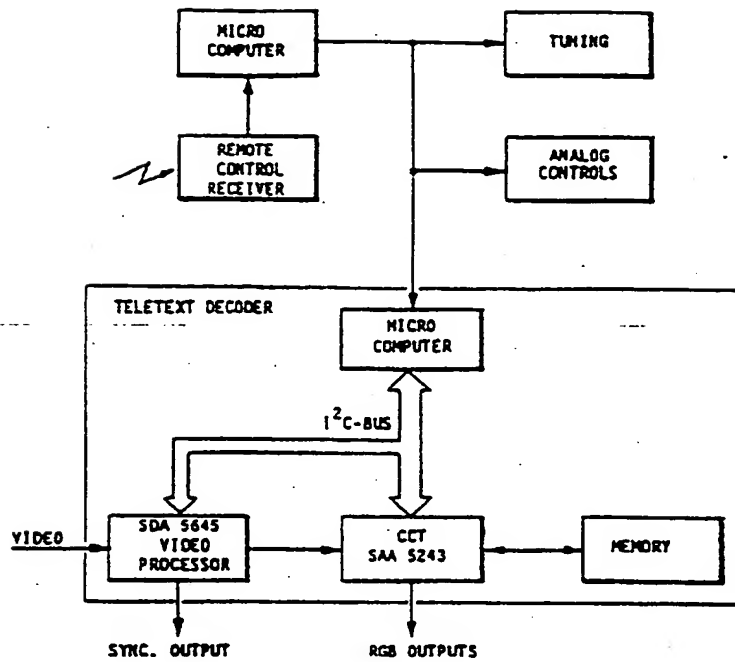 MICRO
COMPUTER
TUNING
REMOTE
CONTROL
RECEIVER
ANALOG
CONTROLS
TELETEXT DECODER
MICRO
COMPUTER
I²C-BUS
VIDEO
SDA 5645
VIDEO
PROCESSOR
CCT
SAA 5243
MEMORY
SYNC. OUTPUT
RGB OUTPUTS